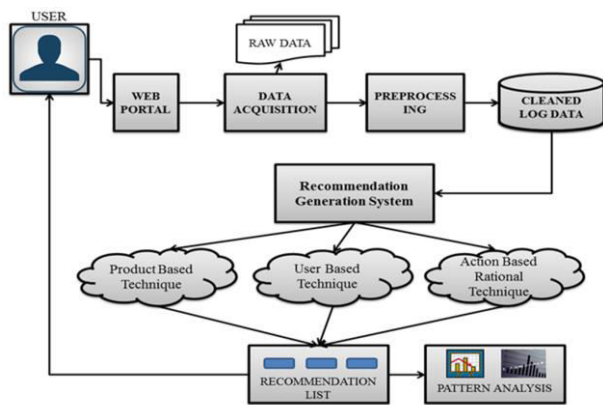 USER
RAW DATA
WEB
PORTAL
DATA
ACQUISITION
PREPROCESS
ING
CLEANED
LOG DATA
Recommendation
Generation System
Product Based
Technique
User Based
Technique
Action Based
Rational
Technique
RECOMMENDATION
LIST
PATTERN ANALYSIS